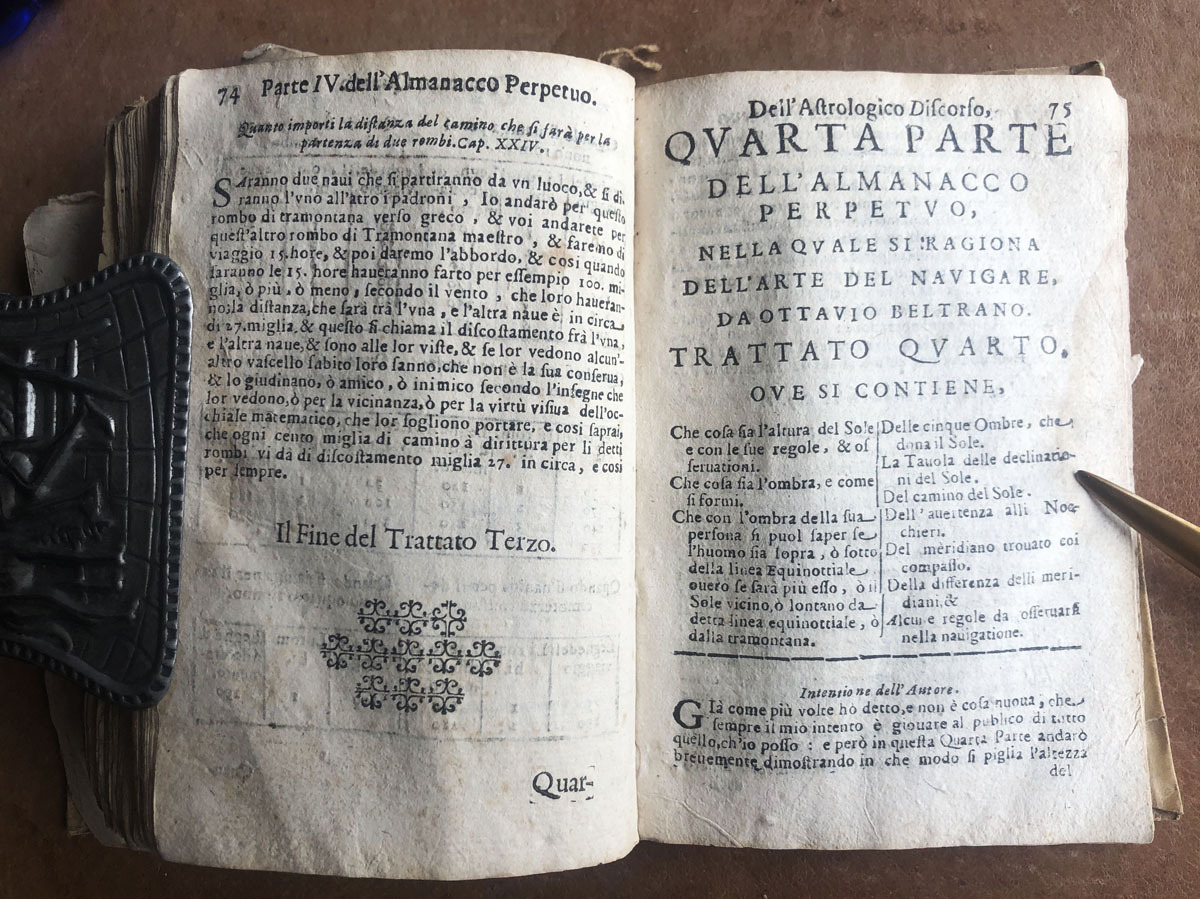 74 Parte IV. dell'Almanacco Perpetuo.
Quanto importi la distanza del camino che si farà per la
partenza di due rombi. Cap. XXIV.
SAranno due naui che si partiranno da vn luoco, & si di-
ranno l'vno all'atro i padroni , Io andarò per questo
rombo di tramontana verso greco , & voi andarete per
quest'altro rombo di Tramontana maestro , & faremo di
viaggio 15. hore, & poi daremo l'abbordo, & cosi quando
saranno le 15. hore haueranno farto per essempio 100. mi-
glia, ò più , ò meno , secondo il vento , che loro haueran-
no; la distanza, che sarà trà l'vna , e l'altra naue è; in circa
di 27. miglia, & questo si chiama il discostamento frà l'vna,
e l'altra naue, & sono alle lor viste, & se lor vedono alcun'-
altro vascello subito loro sanno, che non è la sua conserua,
& lo giudinano, ò amico , ò inimico secondo l'insegne che
lor vedono, ò per la vicinanza, ò per la virtù visiua dell'oc-
chiale matematico, che lor sogliono portare, e cosi saprai,
che ogni cento miglia di camino à dirittura per li detti
rombi vi dà di discostamento miglia 27. in circa , e cosi
per sempre.
Il Fine del Trattato Terzo.
Quar-
Dell'Astrologico Discorso, 75
QVARTA PARTE
DELL'ALMANACCO
PERPETVO,
NELLA QVALE SI RAGIONA
DELL'ARTE DEL NAVIGARE,
DA OTTAVIO BELTRANO.
TRATTATO QVARTO.
OVE SI CONTIENE,
Che cosa sia l'altura del Sole
e con le sue regole , & os
seruationi.
Che cosa sia l'ombra, e come
si formi.
Che con l'ombra della sua
persona si puol saper se
l'huomo sia sopra , ò sotto
della linea Equinottiale
ouero se sarà più esso , ò il
Sole vicino, ò lontano da
detta linea equinottiale, ò
dalla tramontana.
Delle cinque Ombre, che
dona il Sole.
La Tauola delle declinatio-
ni del Sole.
Del camino del Sole.
Dell'auertenza alli Noc-
chieri.
Del meridiano trouato coi
compasso.
Della differenza delli meri-
diani, &
Alcune regole da osseruarsi
nella nauigatione.
Intentione dell'Autore.
GIà come più volte hò detto, e non è cosa nuoua, che
sempre il mio intento è giouare al publico di tutto
quello, ch'io posso : e però in questa Quarta Parte andarò
breuemente dimostrando in che modo si piglia l'altezza
del